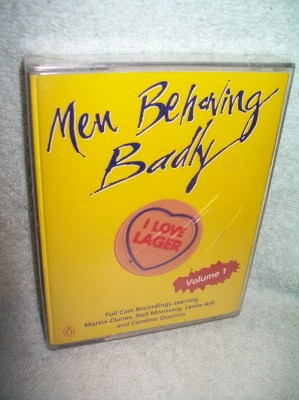 Men Behaving
Badly
I LOVE
LAGER
Volume 1
Full Cast Recordings starring
Martin Clunes, Neil Morrissey, Leslie Ash
and Caroline Quentin